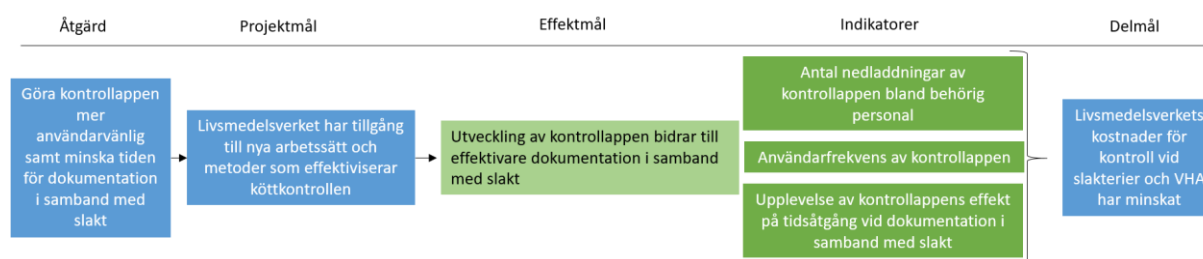 Åtgärd
Projektmål
Effektmål
Indikatorer
Delmål
Göra kontrollappen
mer
användarvänlig
samt minska tiden
för dokumentation
i samband med
slakt
Livsmedelsverket har tillgång
till nya arbetssätt och
metoder som effektiviserar
köttkontrollen
Utveckling av kontrollappen bidrar till
effektivare dokumentation i samband
med slakt
Antal nedladdningar av
kontrollappen bland behörig
personal
Användarfrekvens av kontrollappen
Upplevelse av kontrollappens effekt
på tidsåtgång vid dokumentation i
samband med slakt
Livsmedelsverkets
kostnader för
kontroll vid
slakterier och VHA
har minskat